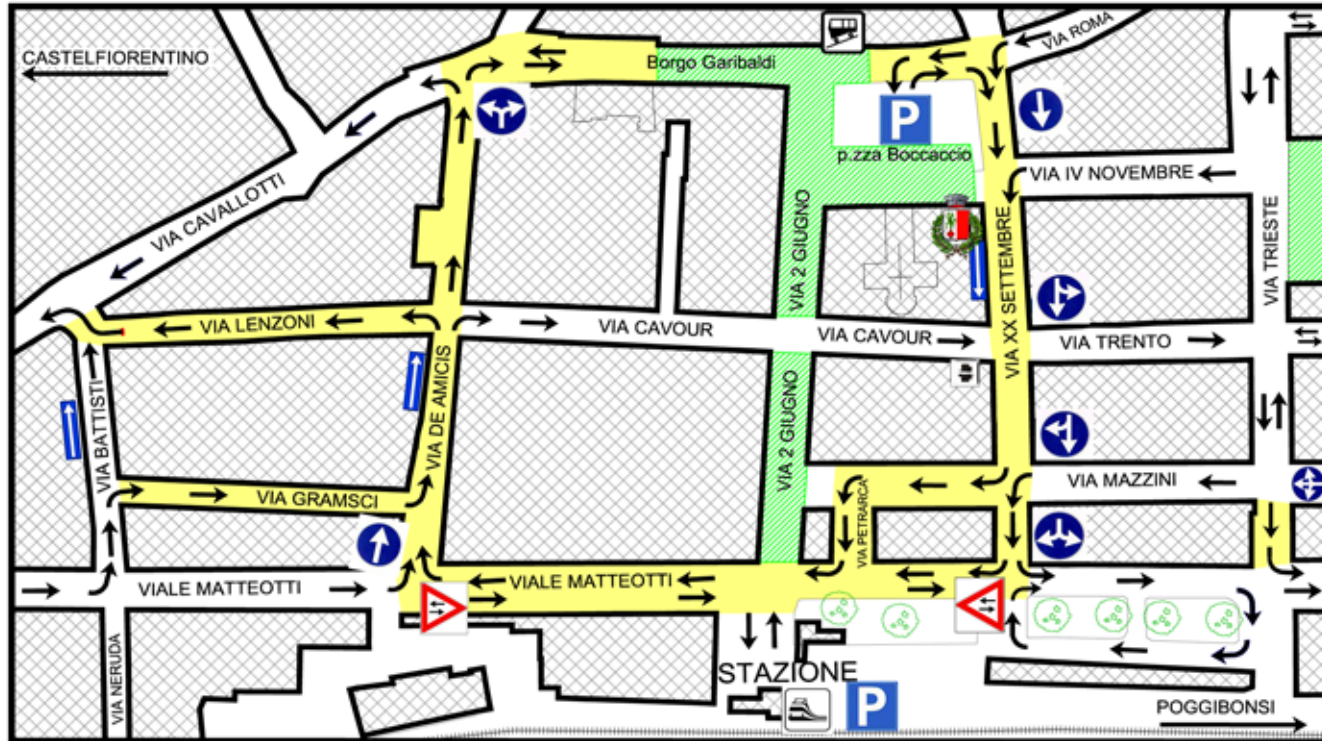 VIA ROMA
CASTELFIORENTINO
Borgo Garibaldi
P
p.zza Boccaccio
VIA IV NOVEMBRE
VIA CAVALLOTTI
VIA 2 GIUGNO
VIA XX SETTEMBRE
VIA TRIESTE
VIA LENZONI
VIA CAVOUR
VIA CAVOUR
VIA TRENTO
VIA BATTISTI
VIA DE AMICIS
VIA 2 GIUGNO
VIA GRAMSCI
VIA MAZZINI
VIA PETRARCA
VIALE MATTEOTTI
VIALE MATTEOTTI
VIA NERUDA
STAZIONE
P
POGGIBONSI